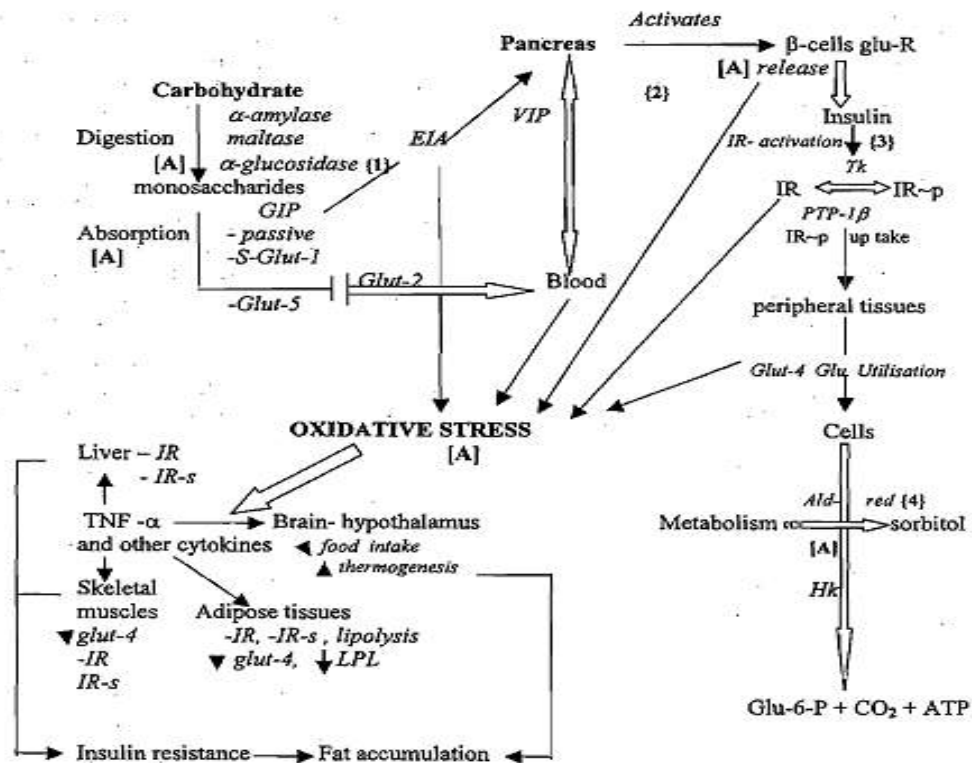 Activates
Pancreas
β-cells glu-R
[A] release
{2}
Carbohydrate
α-amylase
maltase
Digestion
[A] α-glucosidase {1}
monosaccharides
EIA
VIP
Insulin
IR- activation {3}
Tk
IR
IR~p
PTP-1β
IR~p up take
GIP
- passive
-S-Glut-1
Absorption
[A]
Glut-2
-Glut-5
Blood
peripheral tissues
Glut-4 Glu Utilisation
Cells
OXIDATIVE STRESS
[A]
Liver – IR
- IR-s
TNF -α
and other cytokines
Brain- hypothalamus
food intake
thermogenesis
Ald- red {4}
Metabolism
sorbitol
[A]
Hk
Skeletal
muscles
glut-4
-IR
IR-s
Adipose tissues
-IR, -IR-s , lipolysis
glut-4, LPL
Glu-6-P + CO₂ + ATP
Insulin resistance
Fat accumulation